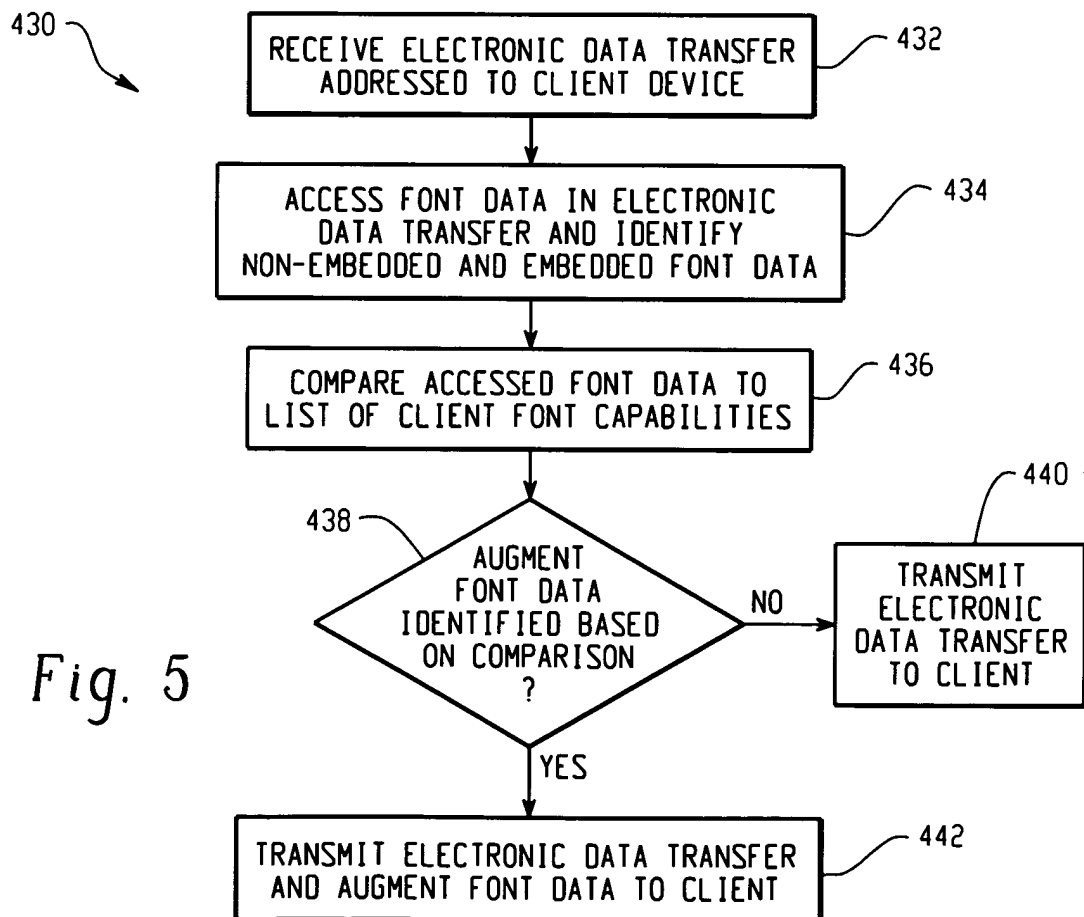 430
RECEIVE ELECTRONIC DATA TRANSFER
ADDRESSED TO CLIENT DEVICE
432
ACCESS FONT DATA IN ELECTRONIC
DATA TRANSFER AND IDENTIFY
NON-EMBEDDED AND EMBEDDED FONT DATA
434
COMPARE ACCESSED FONT DATA TO
LIST OF CLIENT FONT CAPABILITIES
436
438
AUGMENT
FONT DATA
IDENTIFIED BASED
ON COMPARISON
?
NO
440
TRANSMIT
ELECTRONIC
DATA TRANSFER
TO CLIENT
Fig. 5
YES
TRANSMIT ELECTRONIC DATA TRANSFER
AND AUGMENT FONT DATA TO CLIENT
442